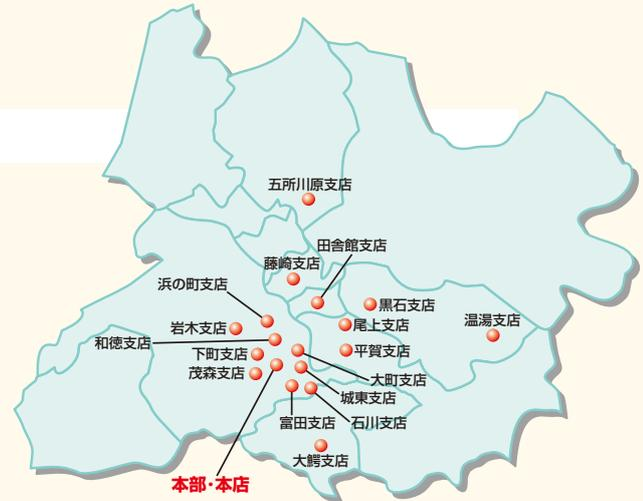 五所川原支店
田舎館支店
藤崎支店
浜の町支店
黒石支店
温湯支店
尾上支店
岩木支店
和徳支店
平賀支店
下町支店
茂森支店
大町支店
城東支店
富田支店
石川支店
大鰐支店
本部・本店